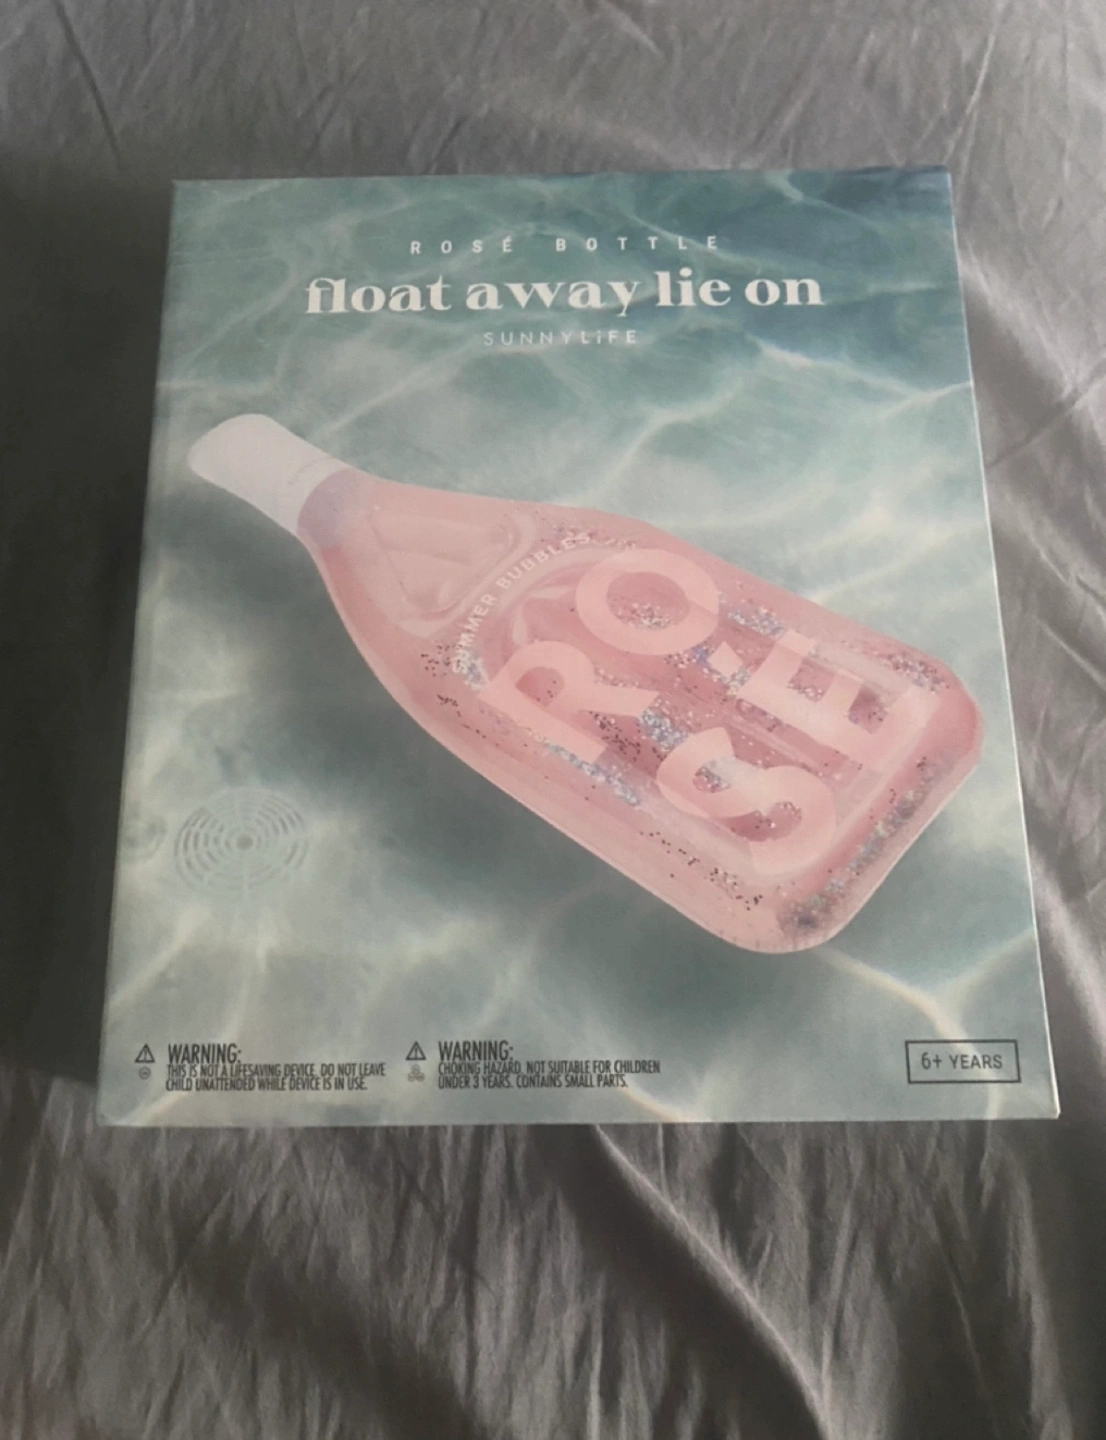 ROSÉ BOTTLE
float away lie on
SUNNYLiFE
SUMMER BUBBLES
RO
SÉ
WARNING:
THIS IS NOT A LIFESAVING DEVICE. DO NOT LEAVE
CHILD UNATTENDED WHILE DEVICE IS IN USE.
WARNING:
CHOKING HAZARD. NOT SUITABLE FOR CHILDREN
UNDER 3 YEARS. CONTAINS SMALL PARTS.
6+ YEARS